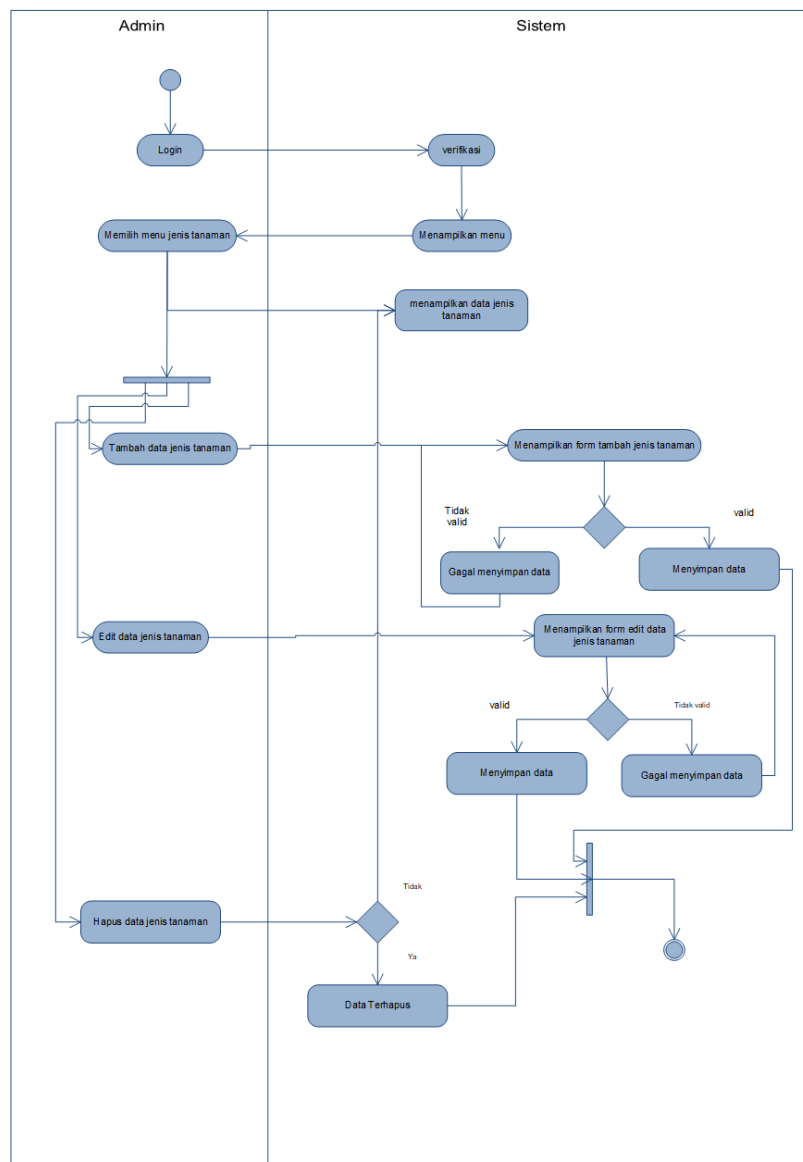 Admin
Sistem
Login
verifikasi
Memilih menu jenis tanaman
Menampilkan menu
menampilkan data jenis
tanaman
Tambah data jenis tanaman
Menampilkan form tambah jenis tanaman
Tidak
valid
valid
Gagal menyimpan data
Menyimpan data
Edit data jenis tanaman
Menampilkan form edit data
jenis tanaman
valid
Tidak valid
Menyimpan data
Gagal menyimpan data
Tidak
Hapus data jenis tanaman
Ya
Data Terhapus